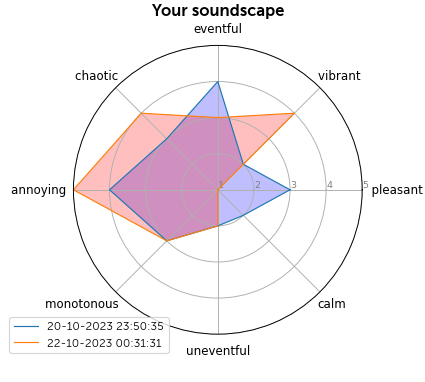 Your soundscape
eventful
chaotic
vibrant
annoying
1 2 3 4 5
pleasant
monotonous
calm
uneventful
20-10-2023 23:50:35
22-10-2023 00:31:31